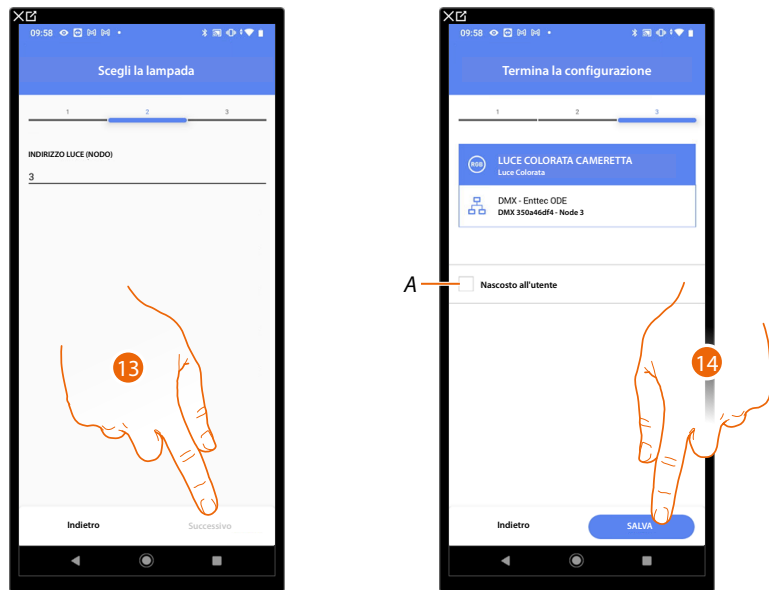 09:58
Scegli la lampada
1 2 3
INDIRIZZO LUCE (NODO)
3
13
Indietro
Successivo
09:58
Termina la configurazione
1 2 3
RGB
LUCE COLORATA CAMERETTA
Luce Colorata
DMX - Enttec ODE
DMX 350a46df4 - Node 3
A
Nascosto all'utente
14
Indietro
SALVA